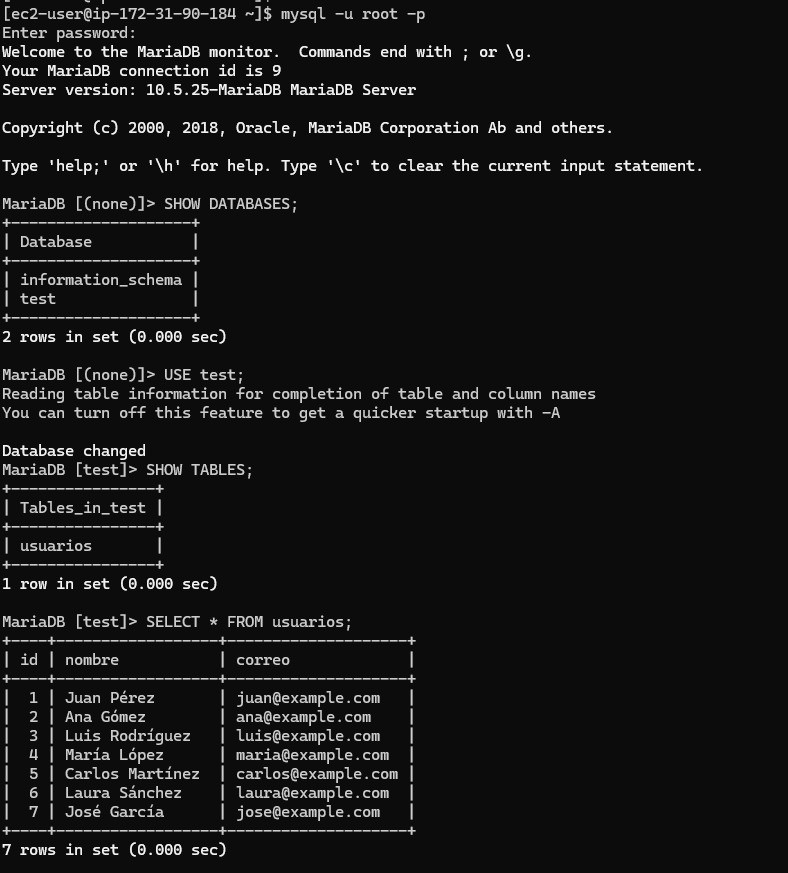 [ec2-user@ip-172-31-90-184 ~]$ mysql -u root -p
Enter password:
Welcome to the MariaDB monitor.  Commands end with ; or \g.
Your MariaDB connection id is 9
Server version: 10.5.25-MariaDB MariaDB Server

Copyright (c) 2000, 2018, Oracle, MariaDB Corporation Ab and others.

Type 'help;' or '\h' for help. Type '\c' to clear the current input statement.

MariaDB [(none)]> SHOW DATABASES;
+--------------------+
| Database           |
+--------------------+
| information_schema |
| test               |
+--------------------+
2 rows in set (0.000 sec)

MariaDB [(none)]> USE test;
Reading table information for completion of table and column names
You can turn off this feature to get a quicker startup with -A

Database changed
MariaDB [test]> SHOW TABLES;
+----------------+
| Tables_in_test |
+----------------+
| usuarios       |
+----------------+
1 row in set (0.000 sec)

MariaDB [test]> SELECT * FROM usuarios;
+----+------------------+--------------------+
| id | nombre           | correo             |
+----+------------------+--------------------+
|  1 | Juan Pérez       | juan@example.com   |
|  2 | Ana Gómez        | ana@example.com    |
|  3 | Luis Rodríguez   | luis@example.com   |
|  4 | María López      | maria@example.com  |
|  5 | Carlos Martínez  | carlos@example.com |
|  6 | Laura Sánchez    | laura@example.com  |
|  7 | José García      | jose@example.com   |
+----+------------------+--------------------+
7 rows in set (0.000 sec)